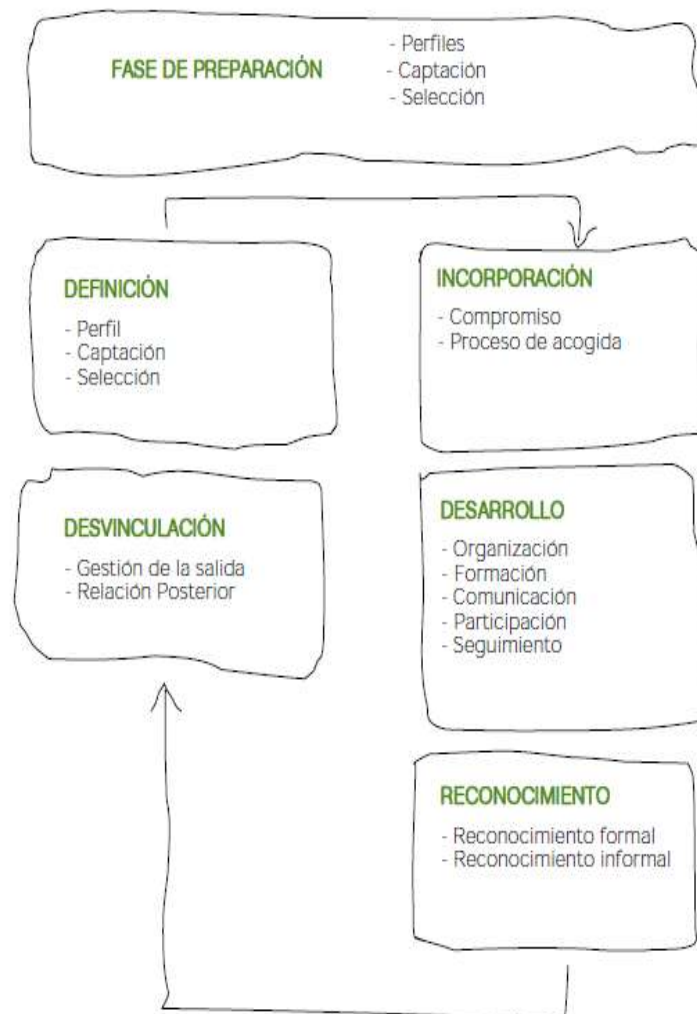 FASE DE PREPARACIÓN
- Perfiles
- Captación
- Selección
DEFINICIÓN
- Perfil
- Captación
- Selección
INCORPORACIÓN
- Compromiso
- Proceso de acogida
DESARROLLO
- Organización
- Formación
- Comunicación
- Participación
- Seguimiento
RECONOCIMIENTO
- Reconocimiento formal
- Reconocimiento informal
DESVINCULACIÓN
- Gestión de la salida
- Relación Posterior